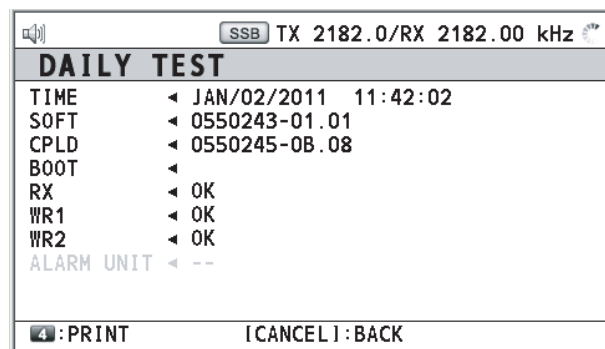 SSB TX 2182.0/RX 2182.00 kHz
DAILY TEST
TIME ◄ JAN/02/2011 11:42:02
SOFT ◄ 0550243-01.01
CPLD ◄ 0550245-0B.08
BOOT ◄
RX ◄ OK
WR1 ◄ OK
WR2 ◄ OK
ALARM UNIT ◄ --
4:PRINT [CANCEL]:BACK